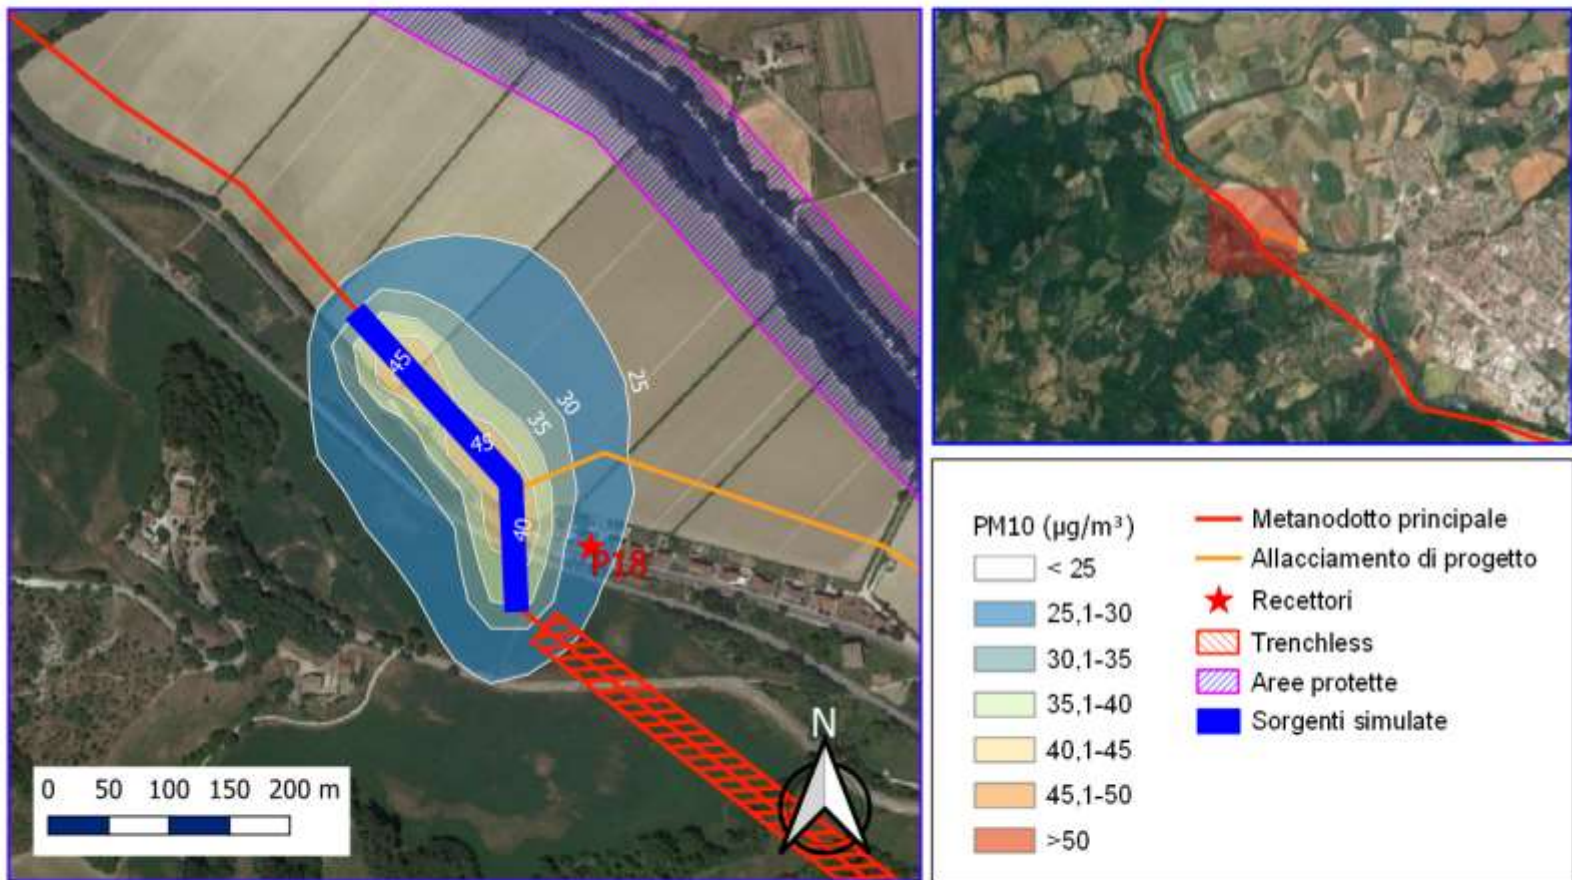 45
45
40
35
30
25
P18
0 50 100 150 200 m
N
PM10 (µg/m³)
< 25
25,1-30
30,1-35
35,1-40
40,1-45
45,1-50
>50
Metanodotto principale
Allacciamento di progetto
Recettori
Trenchless
Aree protette
Sorgenti simulate